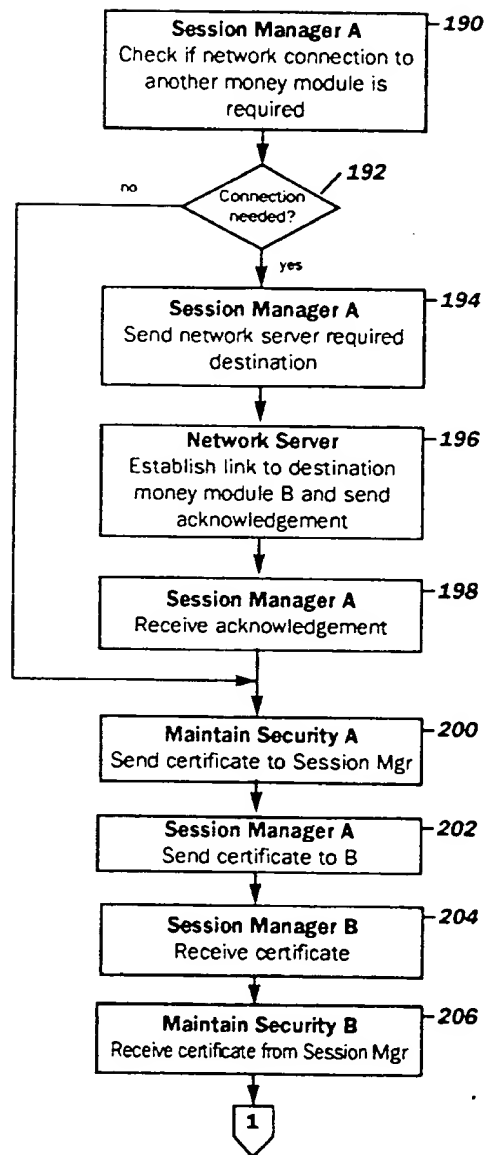 Session Manager A
190
Check if network connection to
another money module is
required
192
no
Connection
needed?
yes
Session Manager A
194
Send network server required
destination
Network Server
196
Establish link to destination
money module B and send
acknowledgement
Session Manager A
198
Receive acknowledgement
Maintain Security A
200
Send certificate to Session Mgr
Session Manager A
202
Send certificate to B
Session Manager B
204
Receive certificate
Maintain Security B
206
Receive certificate from Session Mgr
1